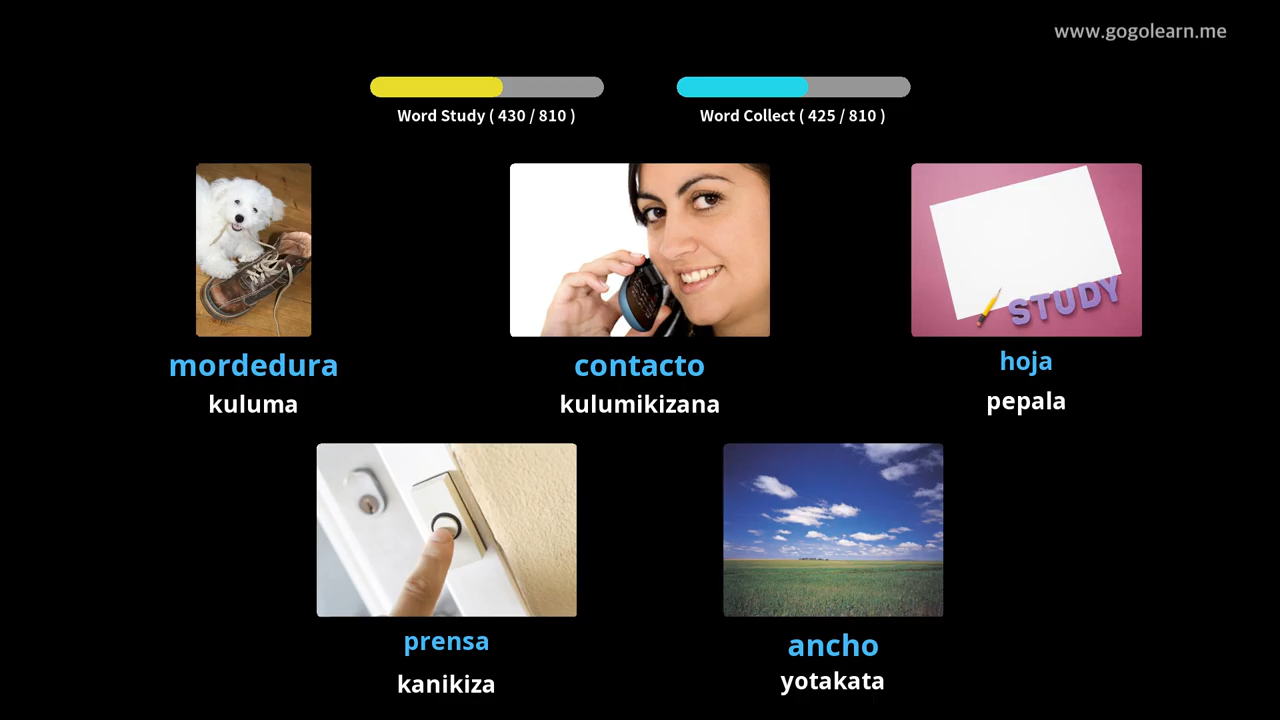 www.gogolearn.me
Word Study ( 430 / 810 )
Word Collect ( 425 / 810 )
STUDY
mordedura
kuluma
contacto
kulumikizana
hoja
pepala
prensa
kanikiza
ancho
yotakata